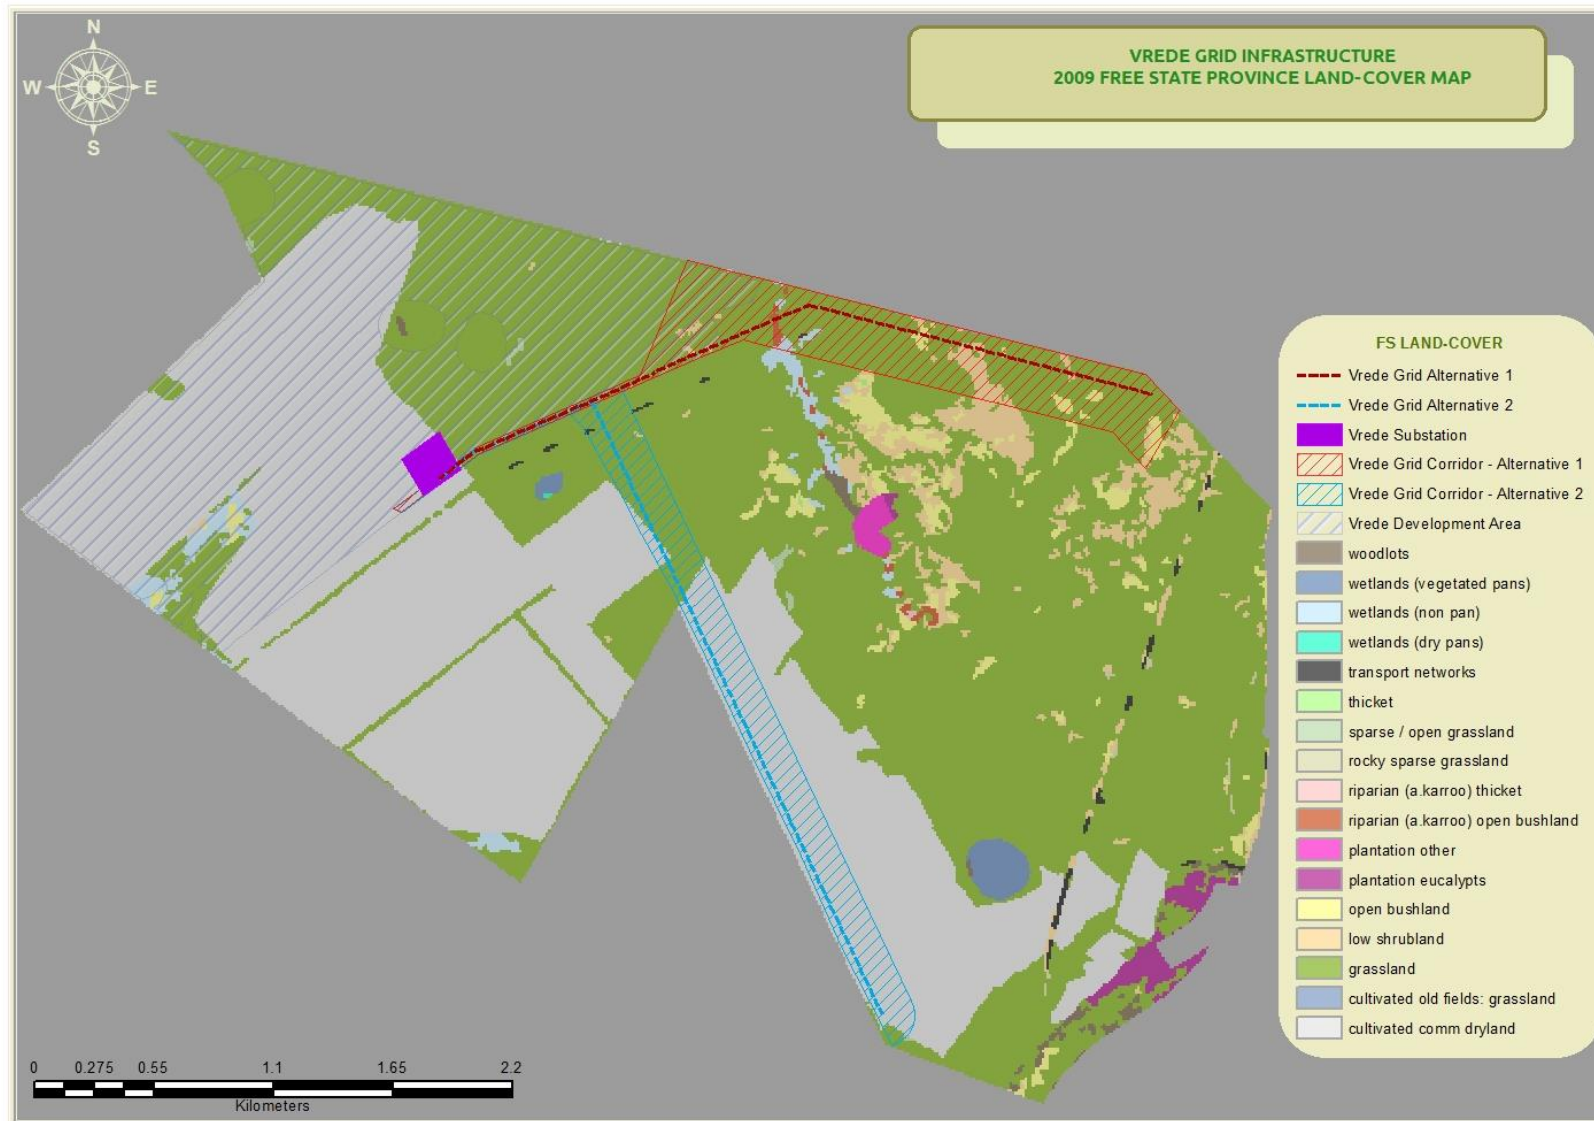 N
W
E
S
VREDE GRID INFRASTRUCTURE
2009 FREE STATE PROVINCE LAND-COVER MAP
FS LAND-COVER
Vrede Grid Alternative 1
Vrede Grid Alternative 2
Vrede Substation
Vrede Grid Corridor - Alternative 1
Vrede Grid Corridor - Alternative 2
Vrede Development Area
woodlots
wetlands (vegetated pans)
wetlands (non pan)
wetlands (dry pans)
transport networks
thicket
sparse / open grassland
rocky sparse grassland
riparian (a.karroo) thicket
riparian (a.karroo) open bushland
plantation other
plantation eucalypts
open bushland
low shrubland
grassland
cultivated old fields: grassland
cultivated comm dryland
0 0.275 0.55 1.1 1.65 2.2
Kilometers